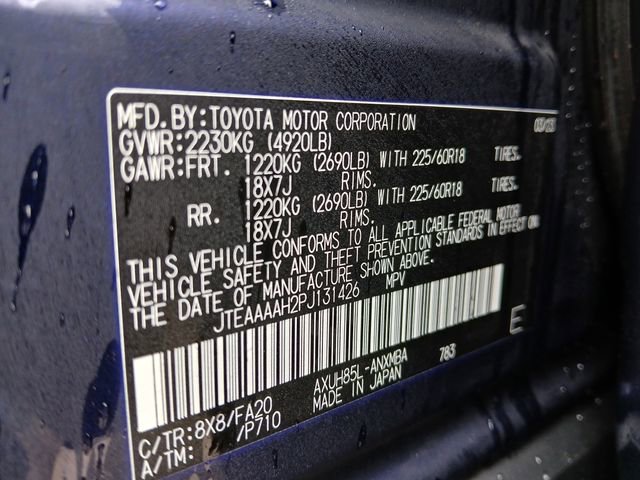 MFD. BY: TOYOTA MOTOR CORPORATION
GVWR: 2230KG (4920LB)
GAWR: FRT. 1220KG (2690LB) WITH 225/60R18 TIRES,
18X7J RIMS.
RR. 1220KG (2690LB) WITH 225/60R18 TIRES,
18X7J RIMS.
THIS VEHICLE CONFORMS TO ALL APPLICABLE FEDERAL MOTOR
VEHICLE SAFETY AND THEFT PREVENTION STANDARDS IN EFFECT ON
THE DATE OF MANUFACTURE SHOWN ABOVE.
JTEAAAAH2PJ131426 MPV
E
AXUH85L-ANXMBA 783
C/TR: 8X8/FA20 MADE IN JAPAN
A/TM: /P710